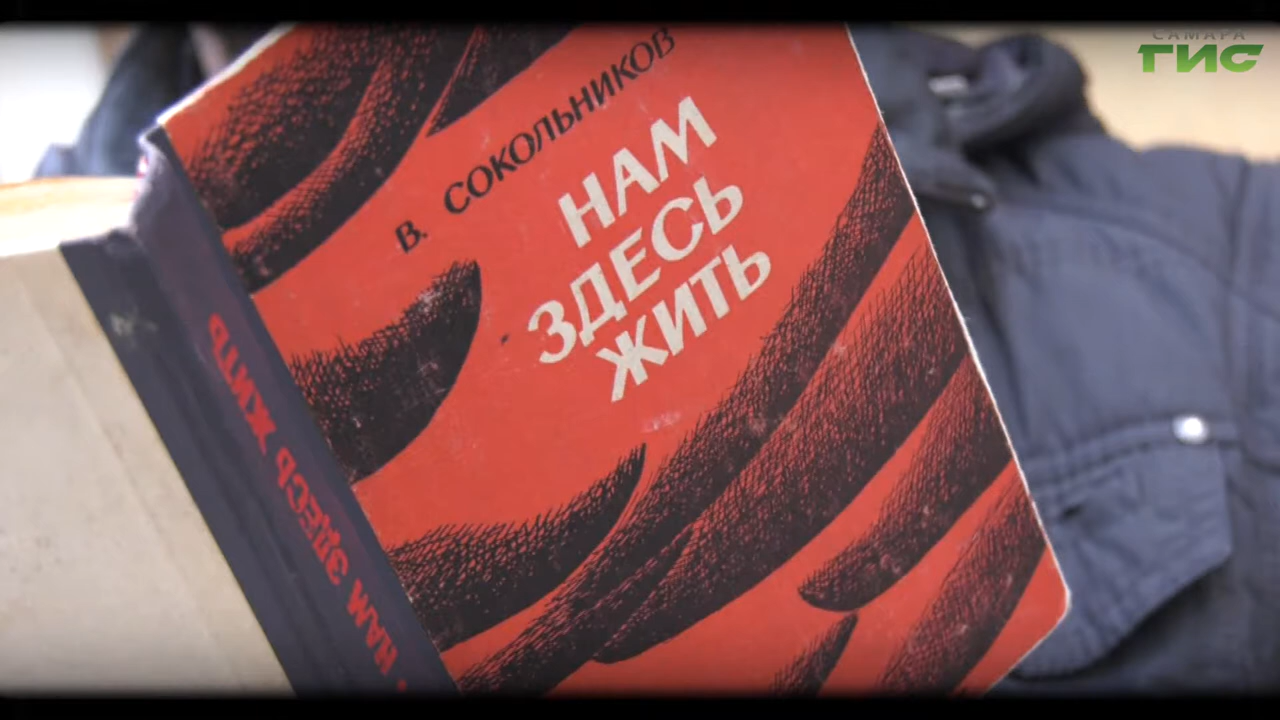 САМАРА
ГИС
В. СОКОЛЬНИКОВ
НАМ
ЗДЕСЬ
ЖИТЬ
НАМ ЗДЕСЬ ЖИТЬ